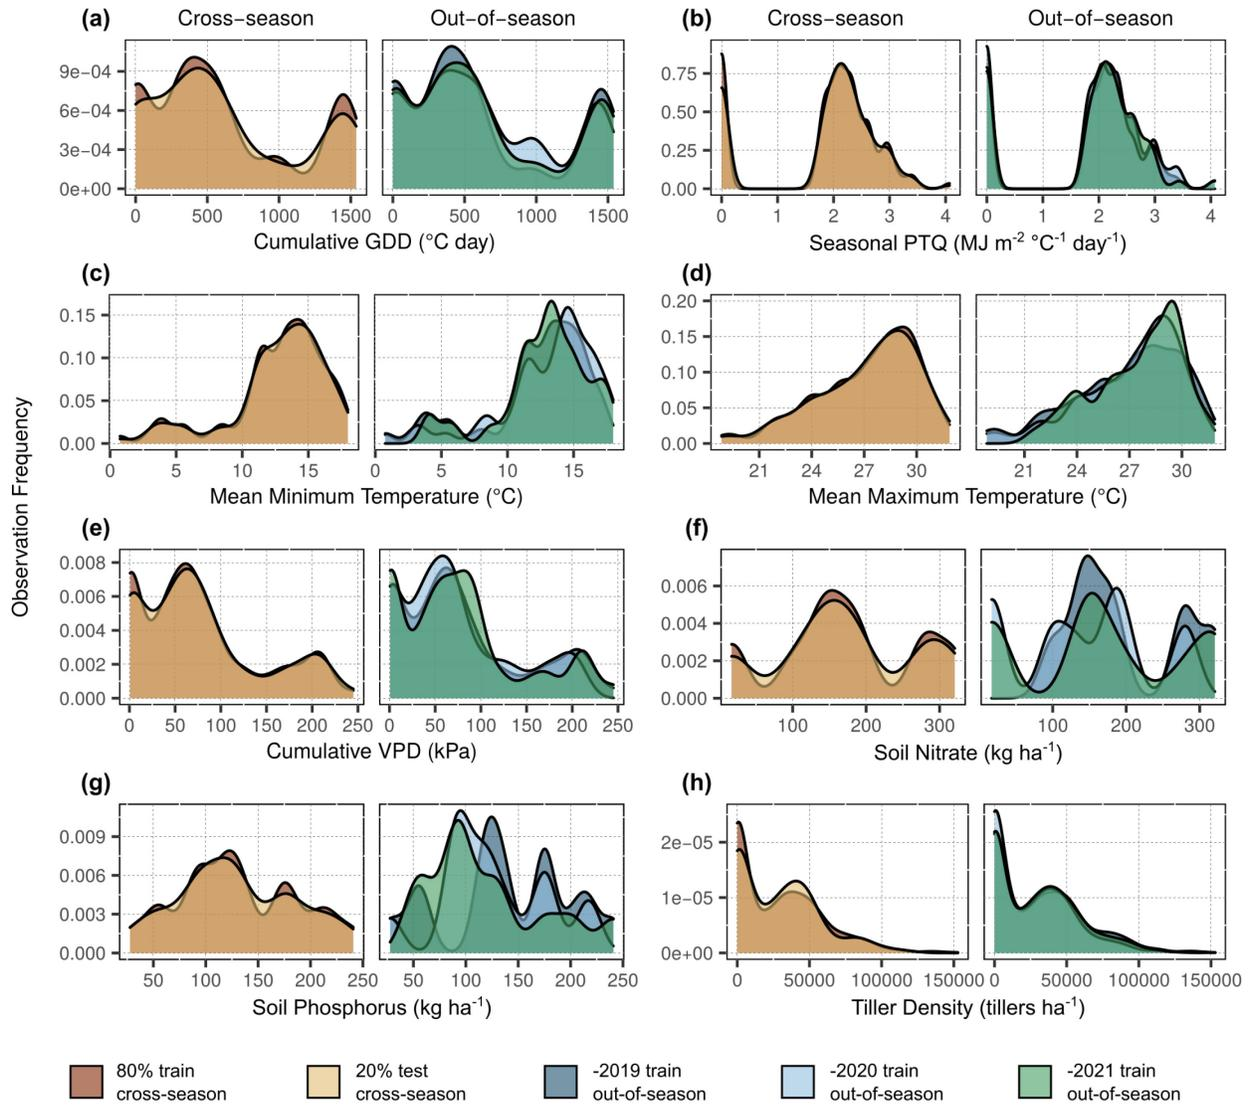 (a) Cross−season Out−of−season (b) Cross−season Out−of−season
9e−04
6e−04
3e−04
0e+00
0 500 1000 1500 0 500 1000 1500
Cumulative GDD (°C day)
0.75
0.50
0.25
0.00
0 1 2 3 4 0 1 2 3 4
Seasonal PTQ (MJ m-2 °C-1 day-1)
(c)
0.15
0.10
0.05
0.00
0 5 10 15 0 5 10 15
Mean Minimum Temperature (°C)
(d)
0.20
0.15
0.10
0.05
0.00
21 24 27 30 21 24 27 30
Mean Maximum Temperature (°C)
Observation Frequency
(e)
0.008
0.006
0.004
0.002
0.000
0 50 100 150 200 250 0 50 100 150 200 250
Cumulative VPD (kPa)
(f)
0.006
0.004
0.002
0.000
100 200 300 100 200 300
Soil Nitrate (kg ha-1)
(g)
0.009
0.006
0.003
0.000
50 100 150 200 250 50 100 150 200 250
Soil Phosphorus (kg ha-1)
(h)
2e−05
1e−05
0e+00
0 50000 100000 150000 0 50000 100000 150000
Tiller Density (tillers ha-1)
80% train
cross-season
20% test
cross-season
-2019 train
out-of-season
-2020 train
out-of-season
-2021 train
out-of-season